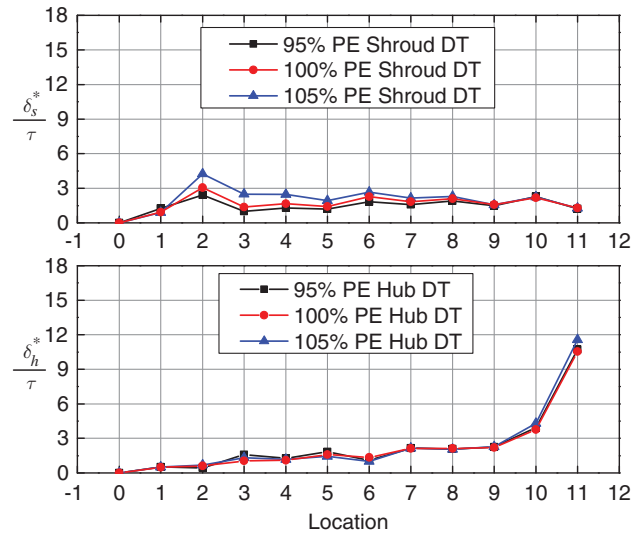 18
15
12
9
6
3
0
δ*s
τ
95% PE Shroud DT
100% PE Shroud DT
105% PE Shroud DT
-1 0 1 2 3 4 5 6 7 8 9 10 11 12
18
15
12
9
6
3
0
δ*h
τ
95% PE Hub DT
100% PE Hub DT
105% PE Hub DT
-1 0 1 2 3 4 5 6 7 8 9 10 11 12
Location